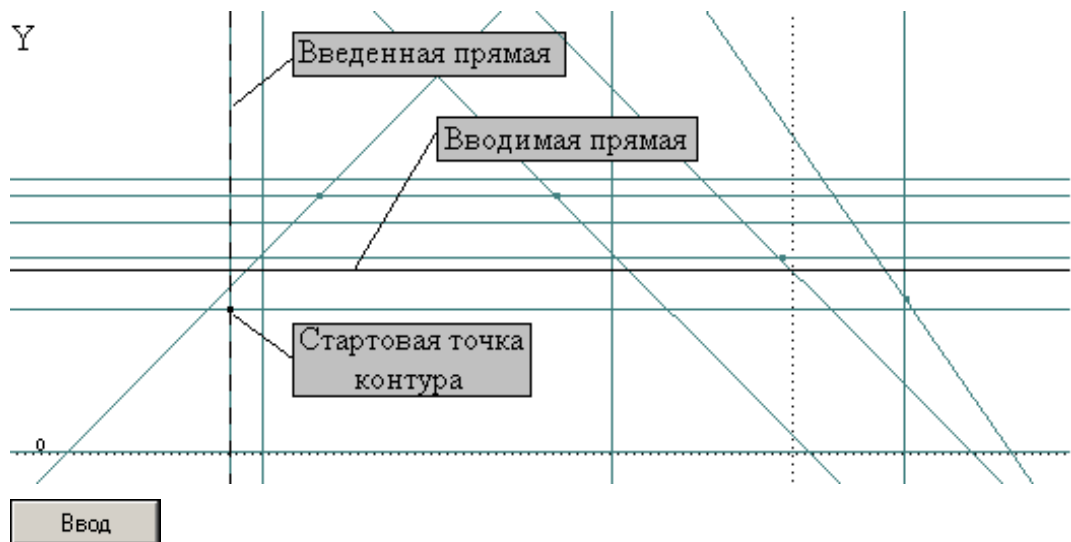 Y
Введенная прямая
Вводимая прямая
Стартовая точка
контура
0
Ввод